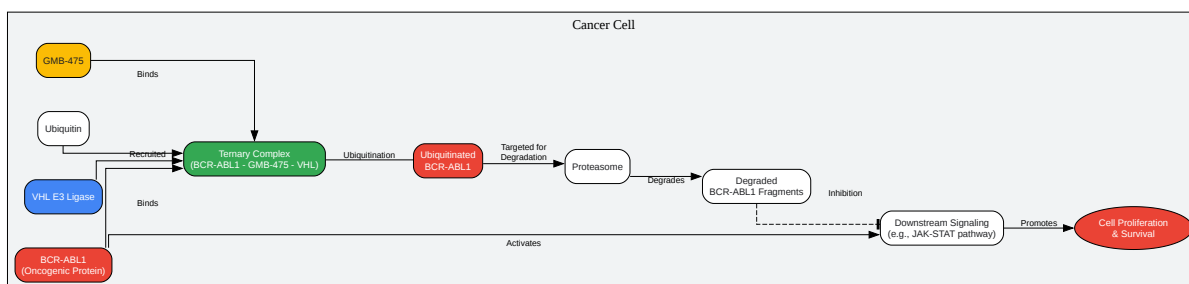 Cancer Cell
GMB-475
Binds
Ubiquitin
Recruited
Ternary Complex
(BCR-ABL1 - GMB-475 - VHL)
Ubiquitination
Ubiquitinated
BCR-ABL1
Targeted for
Degradation
Proteasome
Degrades
Degraded
BCR-ABL1 Fragments
Inhibition
VHL E3 Ligase
Binds
Downstream Signaling
(e.g., JAK-STAT pathway)
Promotes
Cell Proliferation
& Survival
Activates
BCR-ABL1
(Oncogenic Protein)